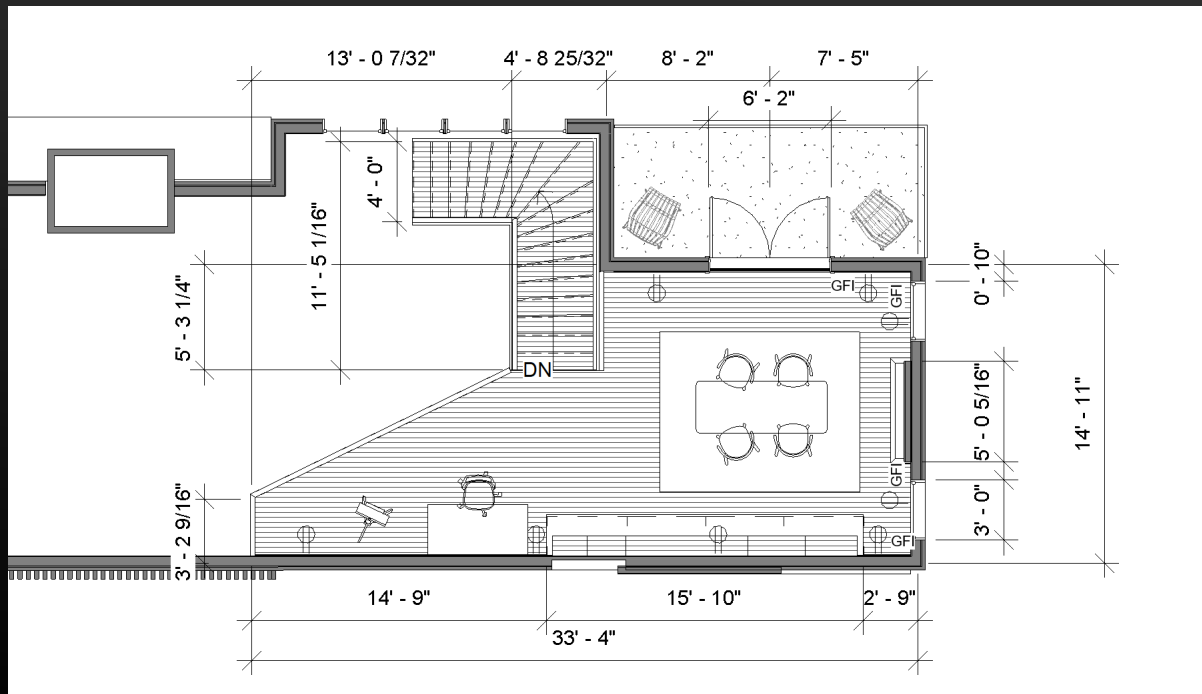 13' - 0 7/32"
4' - 8 25/32"
8' - 2"
7' - 5"
6' - 2"
4' - 0"
11' - 5 1/16"
5' - 3 1/4"
0' - 10"
GFI
GFI
DN
5' - 0 5/16"
14' - 11"
GFI
3' - 0"
GFI
3' - 2 9/16"
14' - 9"
15' - 10"
2' - 9"
33' - 4"